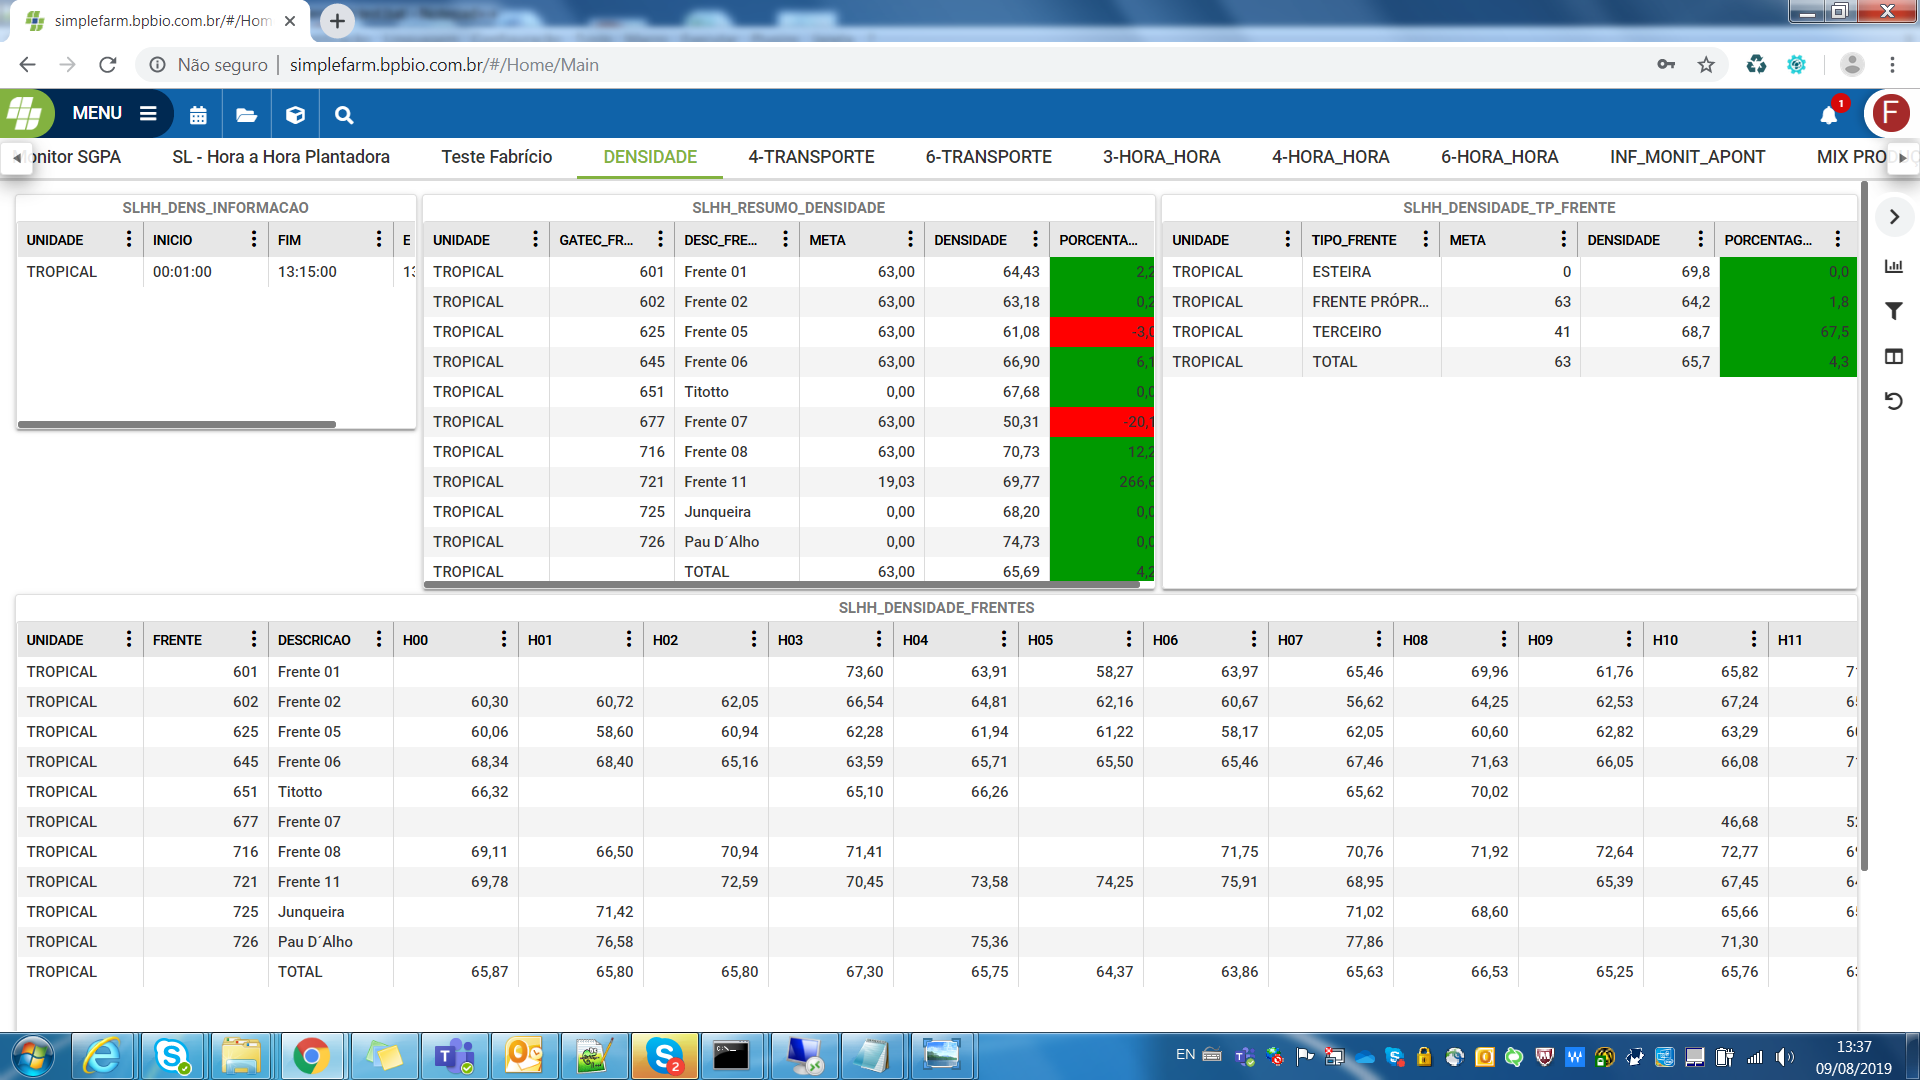 simplefarm.bpbio.com.br/#/Hom
Não seguro | simplefarm.bpbio.com.br/#/Home/Main
MENU
1
F
onitor SGPA SL - Hora a Hora Plantadora Teste Fabrício DENSIDADE 4-TRANSPORTE 6-TRANSPORTE 3-HORA_HORA 4-HORA_HORA 6-HORA_HORA INF_MONIT_APONT MIX PRODUÇ
SLHH_DENS_INFORMACAO
UNIDADE INICIO FIM E
TROPICAL 00:01:00 13:15:00 13
SLHH_RESUMO_DENSIDADE
UNIDADE GATEC_FR... DESC_FRE... META DENSIDADE PORCENTA...
TROPICAL 601 Frente 01 63,00 64,43 2,2
TROPICAL 602 Frente 02 63,00 63,18 0,2
TROPICAL 625 Frente 05 63,00 61,08 -3,0
TROPICAL 645 Frente 06 63,00 66,90 6,1
TROPICAL 651 Titotto 0,00 67,68 0,0
TROPICAL 677 Frente 07 63,00 50,31 -20,1
TROPICAL 716 Frente 08 63,00 70,73 12,2
TROPICAL 721 Frente 11 19,03 69,77 266,6
TROPICAL 725 Junqueira 0,00 68,20 0,0
TROPICAL 726 Pau D´Alho 0,00 74,73 0,0
TROPICAL TOTAL 63,00 65,69 4,2
SLHH_DENSIDADE_TP_FRENTE
UNIDADE TIPO_FRENTE META DENSIDADE PORCENTAG...
TROPICAL ESTEIRA 0 69,8 0,0
TROPICAL FRENTE PRÓPR... 63 64,2 1,8
TROPICAL TERCEIRO 41 68,7 67,5
TROPICAL TOTAL 63 65,7 4,3
SLHH_DENSIDADE_FRENTES
UNIDADE FRENTE DESCRICAO H00 H01 H02 H03 H04 H05 H06 H07 H08 H09 H10 H11
TROPICAL 601 Frente 01 73,60 63,91 58,27 63,97 65,46 69,96 61,76 65,82 71
TROPICAL 602 Frente 02 60,30 60,72 62,05 66,54 64,81 62,16 60,67 56,62 64,25 62,53 67,24 65
TROPICAL 625 Frente 05 60,06 58,60 60,94 62,28 61,94 61,22 58,17 62,05 60,60 62,82 63,29 60
TROPICAL 645 Frente 06 68,34 68,40 65,16 63,59 65,71 65,50 65,46 67,46 71,63 66,05 66,08 71
TROPICAL 651 Titotto 66,32 65,10 66,26 65,62 70,02
TROPICAL 677 Frente 07 46,68 52
TROPICAL 716 Frente 08 69,11 66,50 70,94 71,41 71,75 70,76 71,92 72,64 72,77 69
TROPICAL 721 Frente 11 69,78 72,59 70,45 73,58 74,25 75,91 68,95 65,39 67,45 64
TROPICAL 725 Junqueira 71,42 71,02 68,60 65,66 65
TROPICAL 726 Pau D´Alho 76,58 75,36 77,86 71,30
TROPICAL TOTAL 65,87 65,80 65,80 67,30 65,75 64,37 63,86 65,63 66,53 65,25 65,76 63
2
EN
13:37
09/08/2019